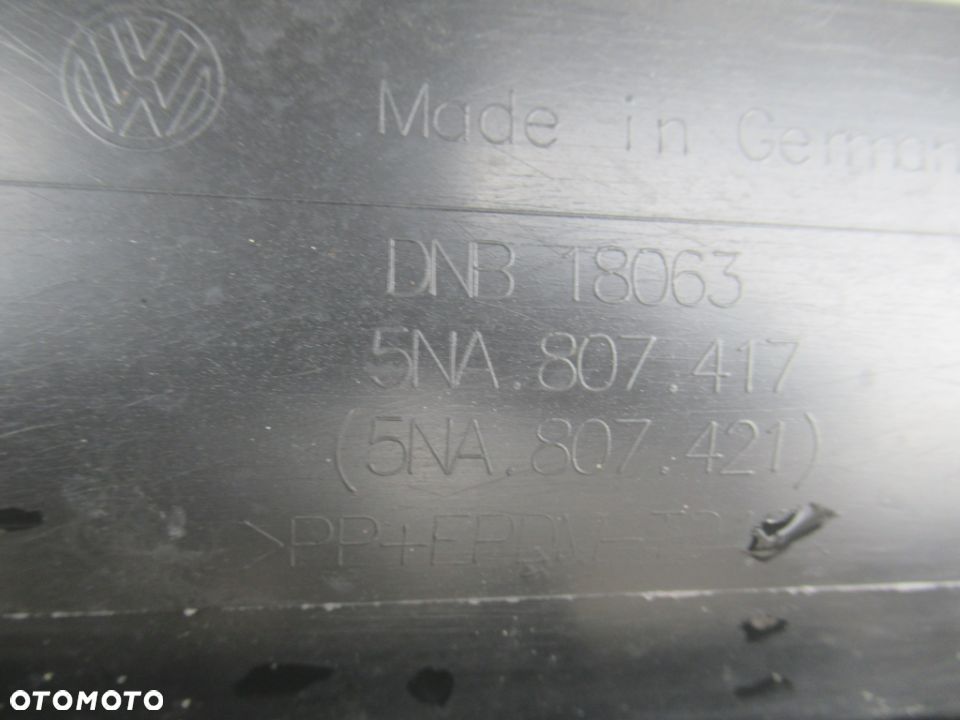 Made in German
DNB 18063
5NA.807.417
(5NA.807.421)
>PP+EPDM-T
OTOMOTO